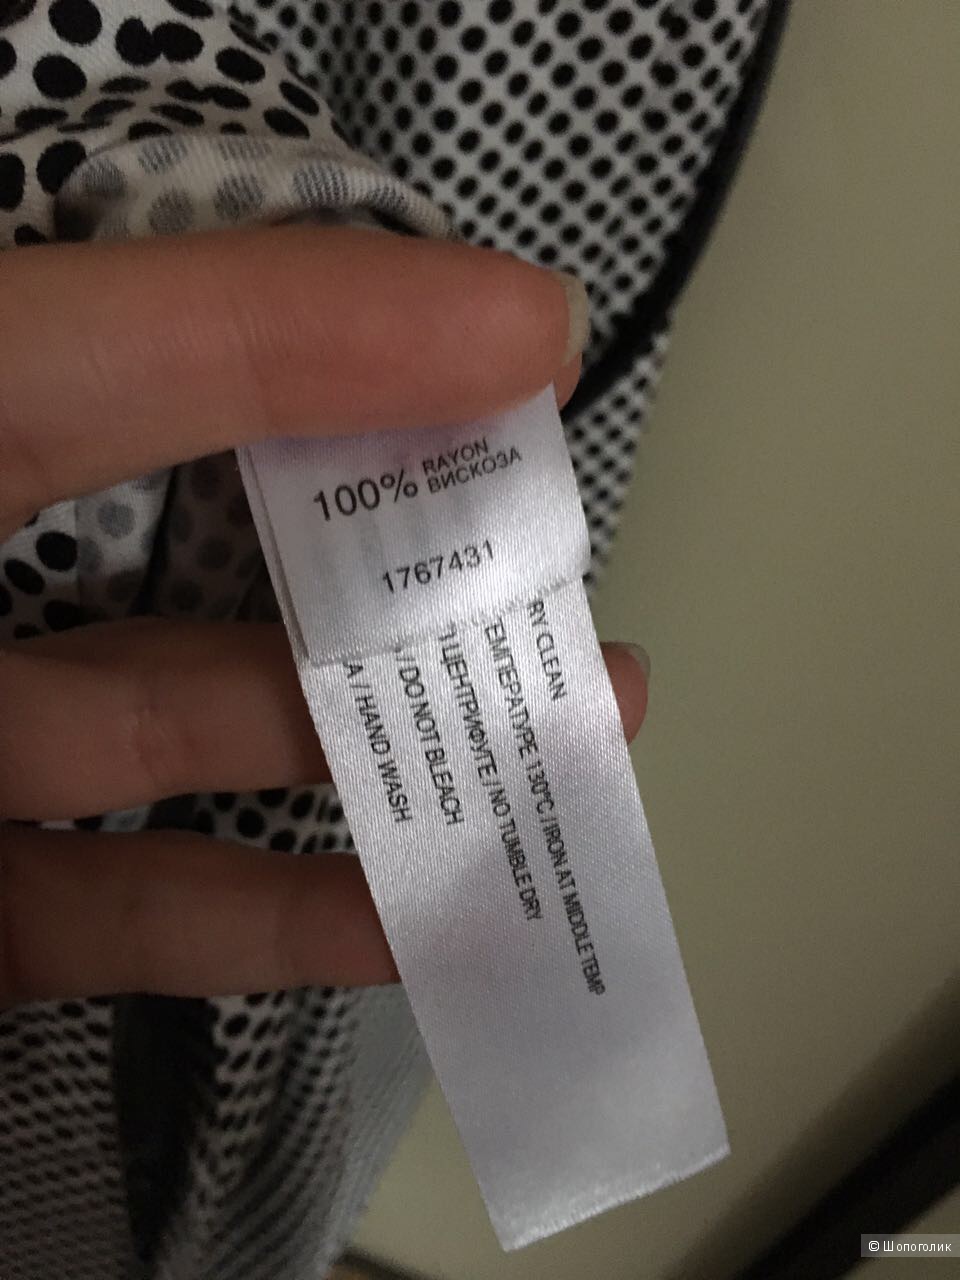 100% RAYON
ВИСКОЗА
1767431
A / HAND WASH
/ DO NOT BLEACH
ЦЕНТРИФУГЕ / NO TUMBLE DRY
ЕМПЕРАТУРЕ 130°C / IRON AT MIDDLE TEMP
RY CLEAN
© Шопоголик